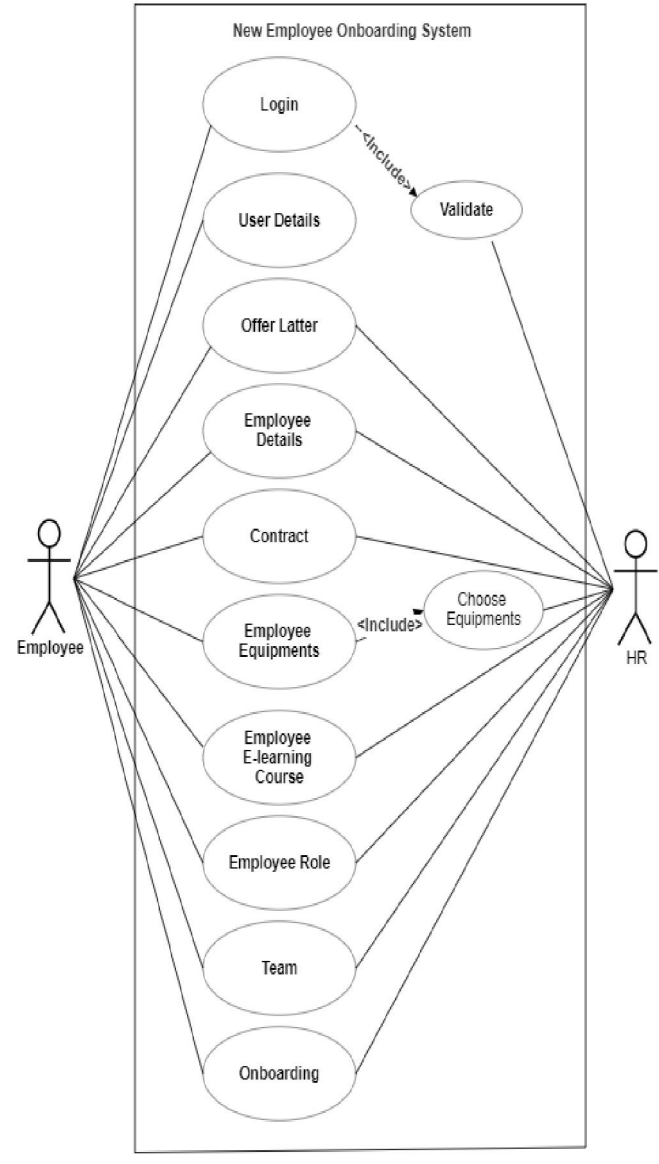 New Employee Onboarding System
Login
<Include>
Validate
User Details
Offer Latter
Employee
Details
Contract
Employee
Equipments
<Include>
Choose
Equipments
Employee
HR
Employee
E-learning
Course
Employee Role
Team
Onboarding